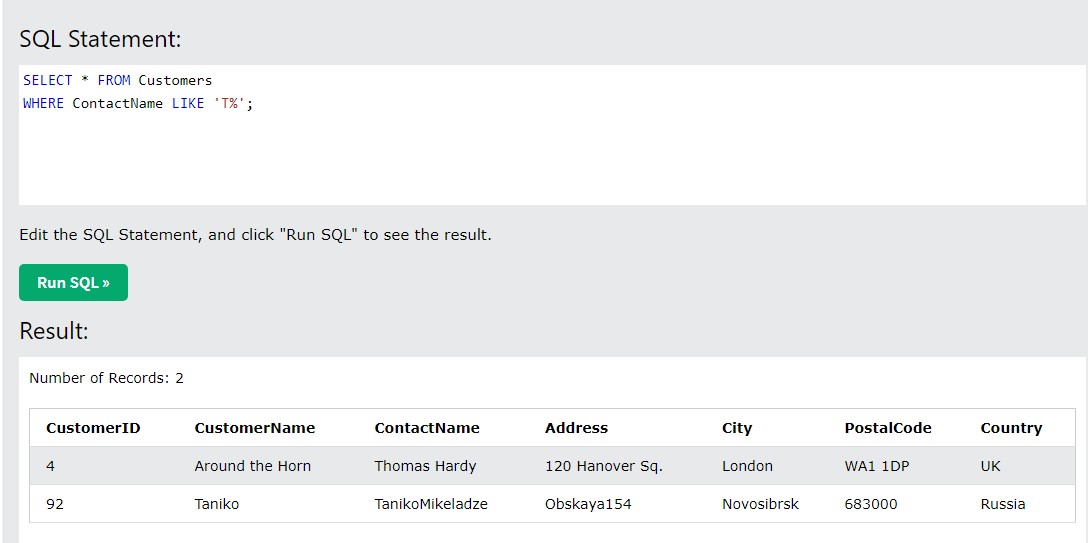 SQL Statement:
SELECT * FROM Customers
WHERE ContactName LIKE 'T%';
Edit the SQL Statement, and click "Run SQL" to see the result.
Run SQL »
Result:
Number of Records: 2
CustomerID CustomerName ContactName Address City PostalCode Country
4 Around the Horn Thomas Hardy 120 Hanover Sq. London WA1 1DP UK
92 Taniko TanikoMikeladze Obskaya154 Novosibrsk 683000 Russia